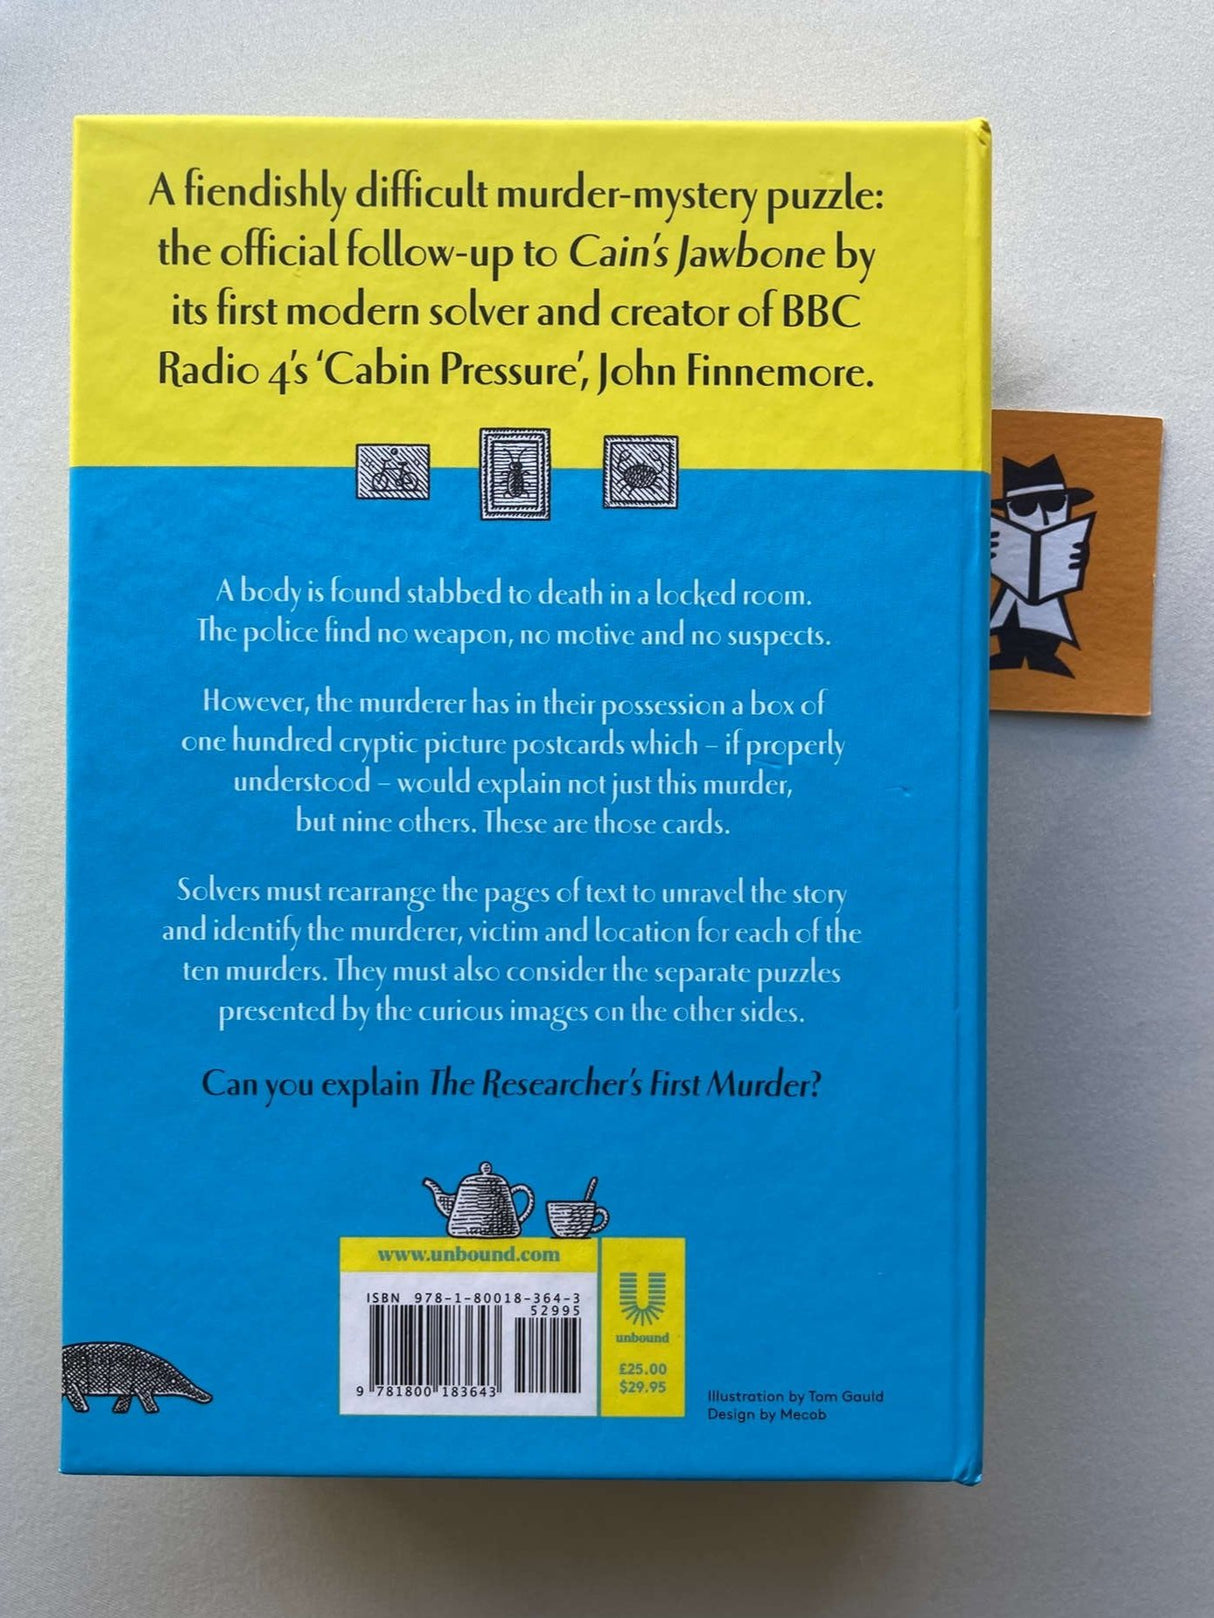 A fiendishly difficult murder-mystery puzzle:
the official follow-up to Cain's Jawbone by
its first modern solver and creator of BBC
Radio 4's ‘Cabin Pressure’, John Finnemore.
A body is found stabbed to death in a locked room.
The police find no weapon, no motive and no suspects.
However, the murderer has in their possession a box of
one hundred cryptic picture postcards which – if properly
understood – would explain not just this murder,
but nine others. These are those cards.
Solvers must rearrange the pages of text to unravel the story
and identify the murderer, victim and location for each of the
ten murders. They must also consider the separate puzzles
presented by the curious images on the other sides.
Can you explain The Researcher's First Murder?
www.unbound.com
ISBN 978-1-80018-364-3
52995
9 781800 183643
unbound
£25.00
$29.95
Illustration by Tom Gauld
Design by Mecob